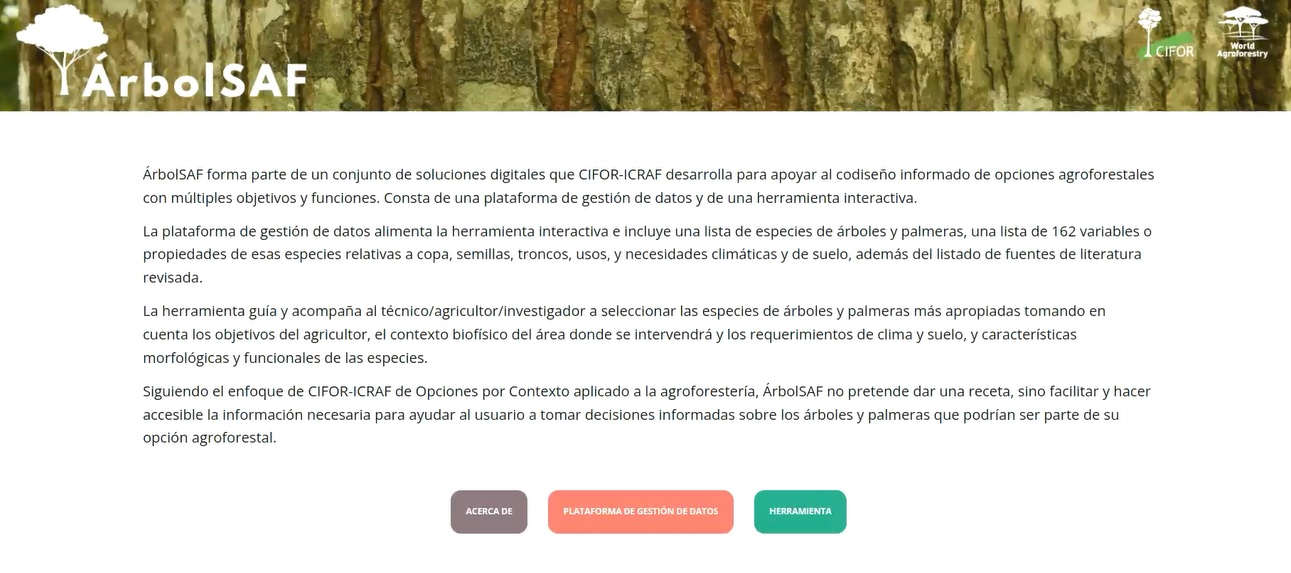 ÁrbolSAF
CIFOR
World
Agroforestry
ÁrbolSAF forma parte de un conjunto de soluciones digitales que CIFOR-ICRAF desarrolla para apoyar al codiseño informado de opciones agroforestales
con múltiples objetivos y funciones. Consta de una plataforma de gestión de datos y de una herramienta interactiva.
La plataforma de gestión de datos alimenta la herramienta interactiva e incluye una lista de especies de árboles y palmeras, una lista de 162 variables o
propiedades de esas especies relativas a copa, semillas, troncos, usos, y necesidades climáticas y de suelo, además del listado de fuentes de literatura
revisada.
La herramienta guía y acompaña al técnico/agricultor/investigador a seleccionar las especies de árboles y palmeras más apropiadas tomando en
cuenta los objetivos del agricultor, el contexto biofísico del área donde se intervendrá y los requerimientos de clima y suelo, y características
morfológicas y funcionales de las especies.
Siguiendo el enfoque de CIFOR-ICRAF de Opciones por Contexto aplicado a la agroforestería, ÁrbolSAF no pretende dar una receta, sino facilitar y hacer
accesible la información necesaria para ayudar al usuario a tomar decisiones informadas sobre los árboles y palmeras que podrían ser parte de su
opción agroforestal.
ACERCA DE
PLATAFORMA DE GESTIÓN DE DATOS
HERRAMIENTA